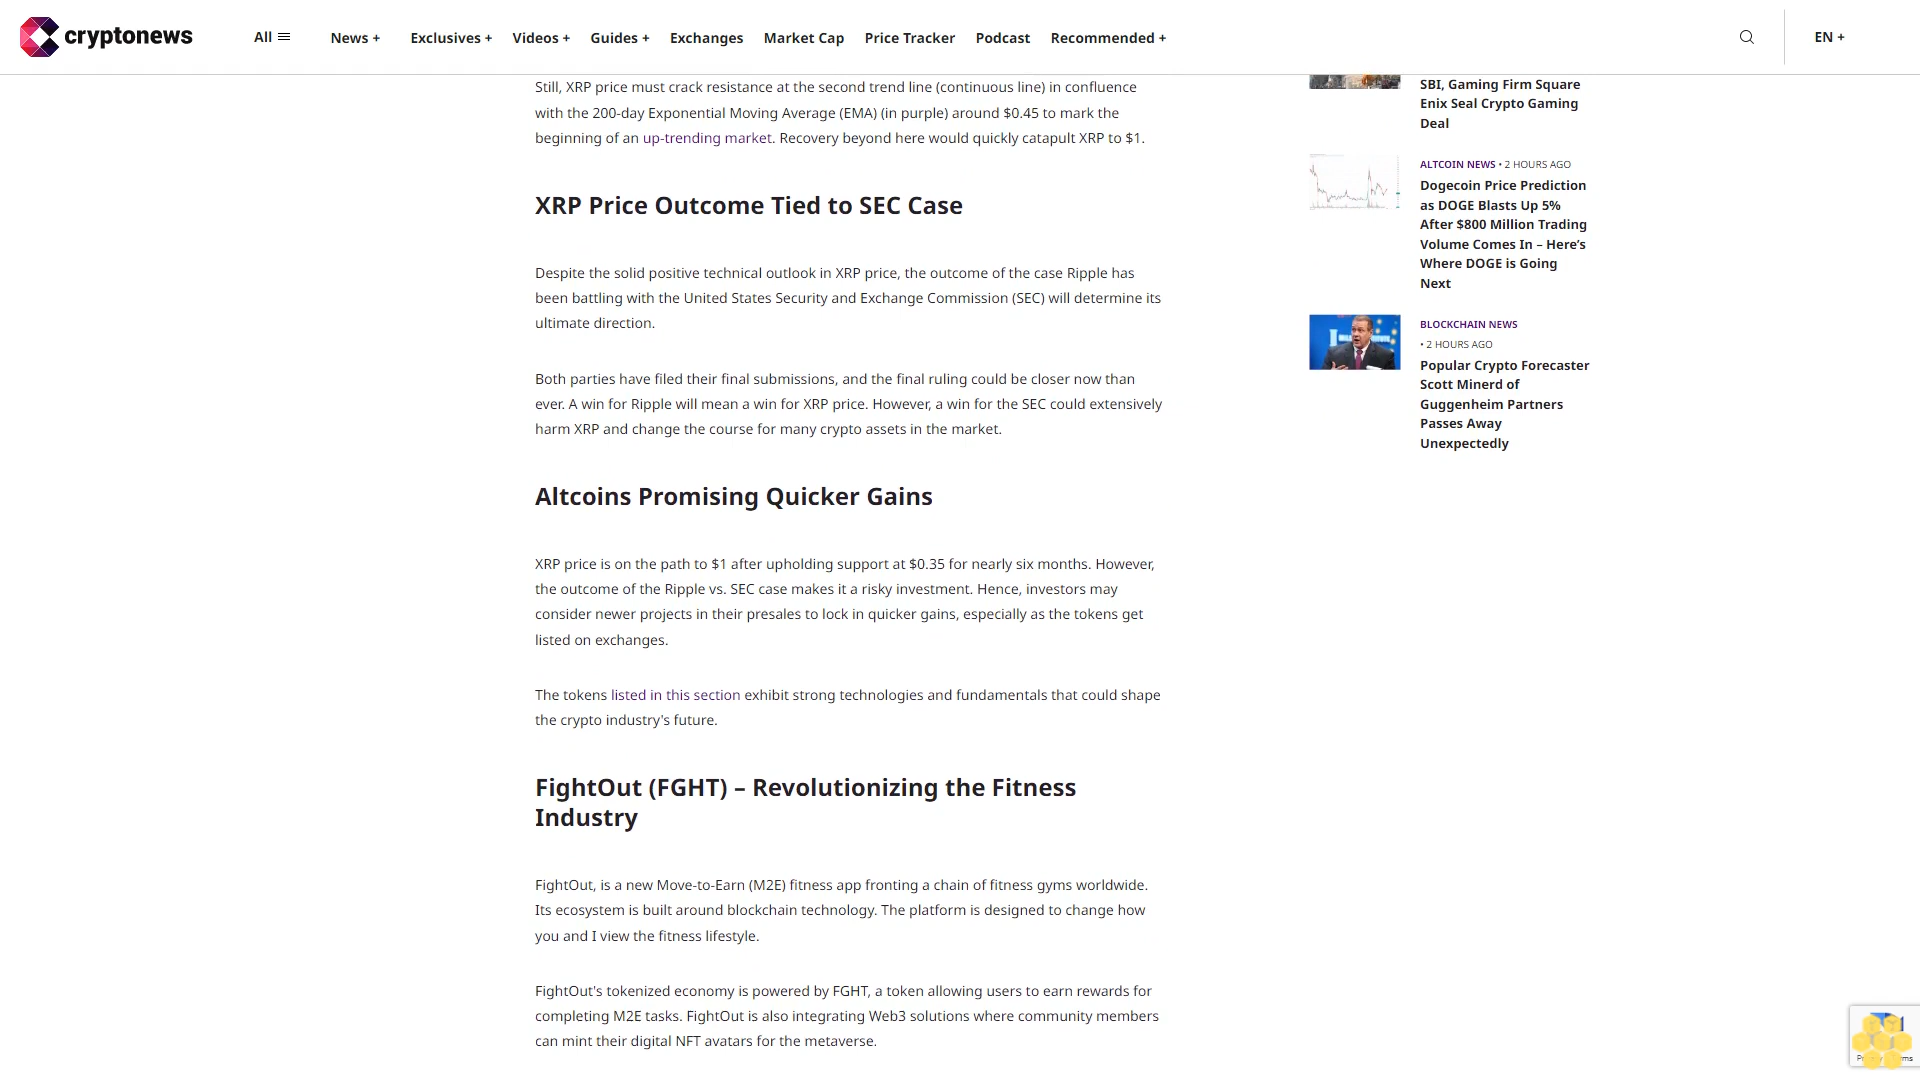 cryptonews
All
News +
Exclusives +
Videos +
Guides +
Exchanges
Market Cap
Price Tracker
Podcast
Recommended +
EN +
Still, XRP price must crack resistance at the second trend line (continuous line) in confluence
with the 200-day Exponential Moving Average (EMA) (in purple) around $0.45 to mark the
beginning of an up-trending market. Recovery beyond here would quickly catapult XRP to $1.
XRP Price Outcome Tied to SEC Case
Despite the solid positive technical outlook in XRP price, the outcome of the case Ripple has
been battling with the United States Security and Exchange Commission (SEC) will determine its
ultimate direction.
Both parties have filed their final submissions, and the final ruling could be closer now than
ever. A win for Ripple will mean a win for XRP price. However, a win for the SEC could extensively
harm XRP and change the course for many crypto assets in the market.
Altcoins Promising Quicker Gains
XRP price is on the path to $1 after upholding support at $0.35 for nearly six months. However,
the outcome of the Ripple vs. SEC case makes it a risky investment. Hence, investors may
consider newer projects in their presales to lock in quicker gains, especially as the tokens get
listed on exchanges.
The tokens listed in this section exhibit strong technologies and fundamentals that could shape
the crypto industry's future.
FightOut (FGHT) – Revolutionizing the Fitness
Industry
FightOut, is a new Move-to-Earn (M2E) fitness app fronting a chain of fitness gyms worldwide.
Its ecosystem is built around blockchain technology. The platform is designed to change how
you and I view the fitness lifestyle.
FightOut's tokenized economy is powered by FGHT, a token allowing users to earn rewards for
completing M2E tasks. FightOut is also integrating Web3 solutions where community members
can mint their digital NFT avatars for the metaverse.
SBI, Gaming Firm Square
Enix Seal Crypto Gaming
Deal
ALTCOIN NEWS • 2 HOURS AGO
Dogecoin Price Prediction
as DOGE Blasts Up 5%
After $800 Million Trading
Volume Comes In – Here's
Where DOGE is Going
Next
BLOCKCHAIN NEWS
• 2 HOURS AGO
Popular Crypto Forecaster
Scott Minerd of
Guggenheim Partners
Passes Away
Unexpectedly